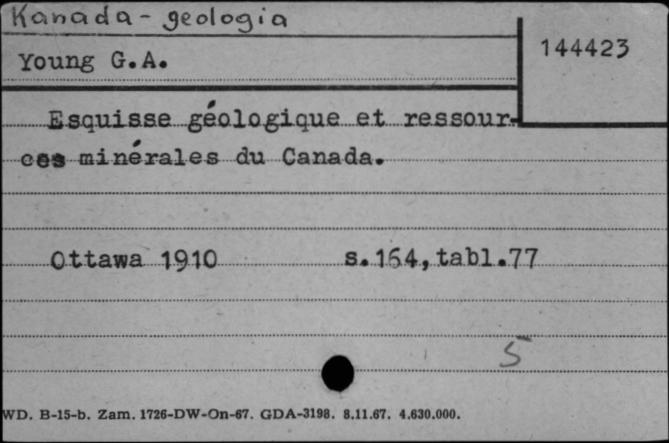 Kanada - geologia
144423
Young G.A.
Esquisse géologique et ressour-
ces minérales du Canada.
Ottawa 1910 s.164,tabl.77
5
WD. B-15-b. Zam. 1726-DW-On-67. GDA-3198. 8.11.67. 4.630.000.